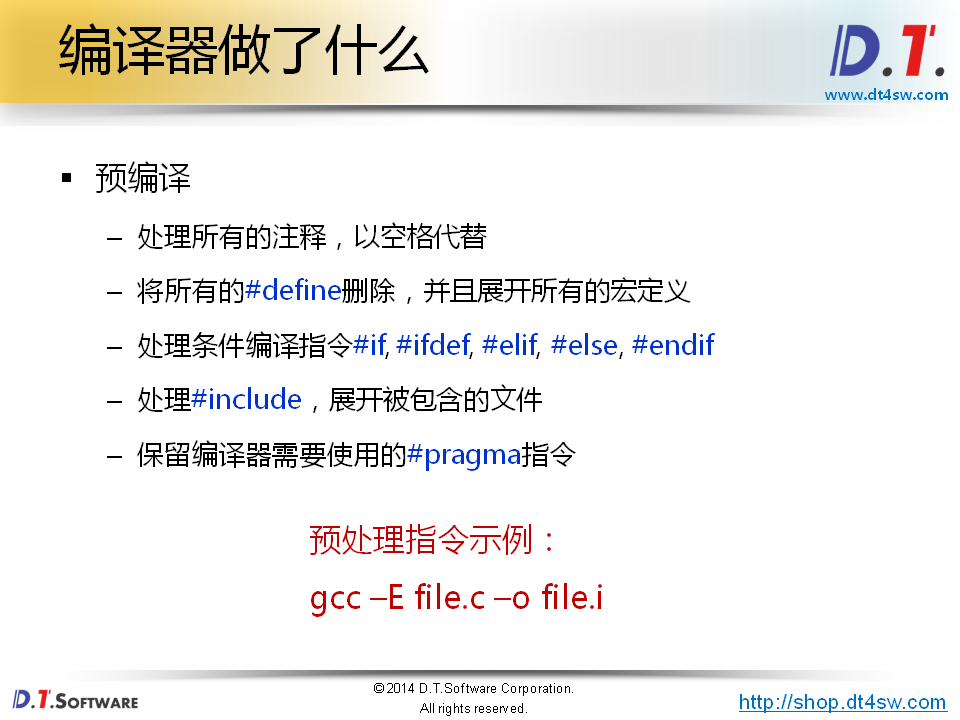 编译器做了什么
D.T.
www.dt4sw.com
▪ 预编译
– 处理所有的注释，以空格代替
– 将所有的#define删除，并且展开所有的宏定义
– 处理条件编译指令#if, #ifdef, #elif, #else, #endif
– 处理#include，展开被包含的文件
– 保留编译器需要使用的#pragma指令
预处理指令示例：
gcc –E file.c –o file.i
D.T.SOFTWARE
©2014 D.T.Software Corporation.
All rights reserved.
http://shop.dt4sw.com